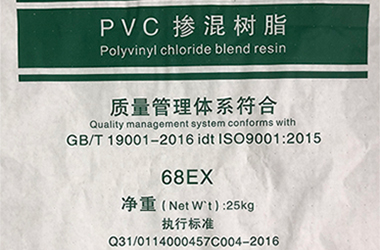 PVC 掺混树脂
Polyvinyl chloride blend resin
质量管理体系符合
Quality management system conforms with
GB/T 19001-2016 idt ISO9001:2015
68EX
净重 (Net W`t) :25kg
执行标准
Q31/0114000457C004-2016